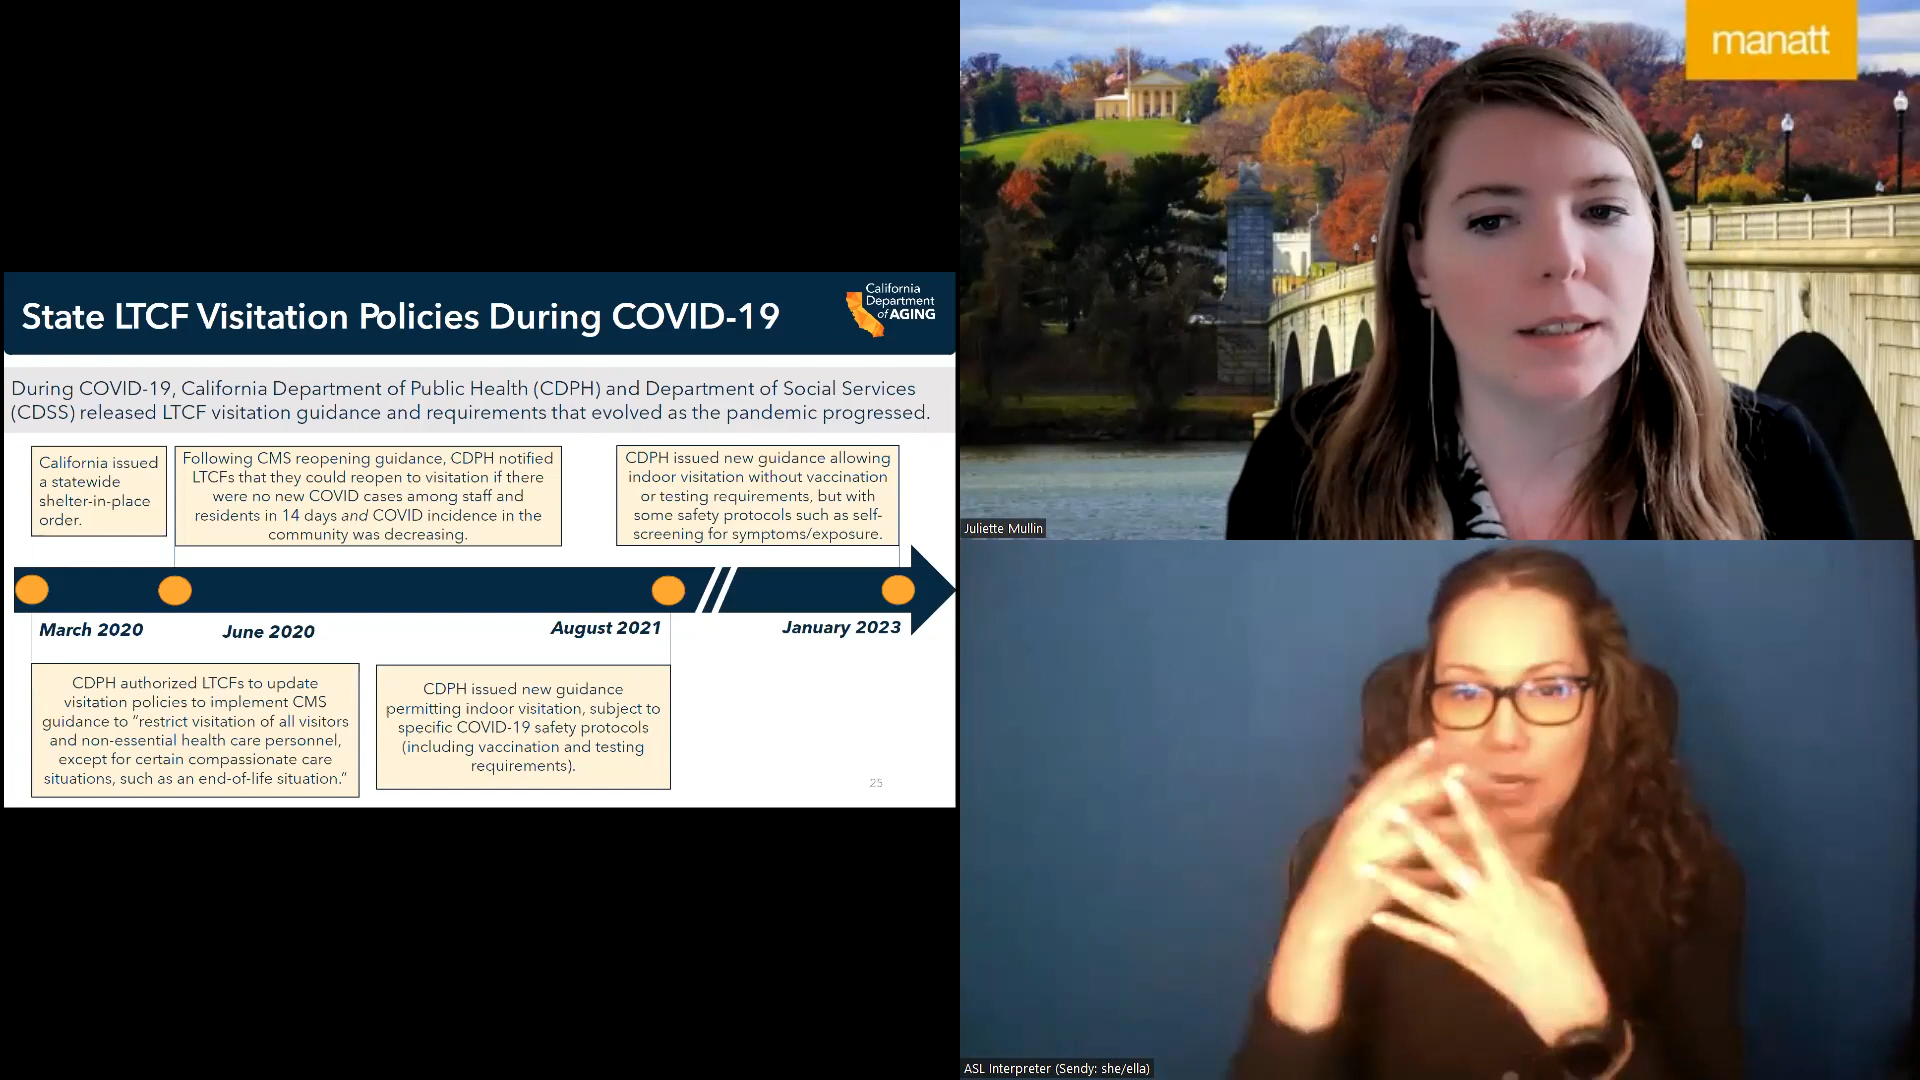 State LTCF Visitation Policies During COVID-19
California
Department
of AGING
During COVID-19, California Department of Public Health (CDPH) and Department of Social Services
(CDSS) released LTCF visitation guidance and requirements that evolved as the pandemic progressed.
California issued
a statewide
shelter-in-place
order.
Following CMS reopening guidance, CDPH notified
LTCFs that they could reopen to visitation if there
were no new COVID cases among staff and
residents in 14 days and COVID incidence in the
community was decreasing.
CDPH issued new guidance allowing
indoor visitation without vaccination
or testing requirements, but with
some safety protocols such as self-
screening for symptoms/exposure.
March 2020
June 2020
August 2021
January 2023
CDPH authorized LTCFs to update
visitation policies to implement CMS
guidance to “restrict visitation of all visitors
and non-essential health care personnel,
except for certain compassionate care
situations, such as an end-of-life situation.”
CDPH issued new guidance
permitting indoor visitation, subject to
specific COVID-19 safety protocols
(including vaccination and testing
requirements).
25
manatt
Juliette Mullin
ASL Interpreter (Sendy: she/ella)